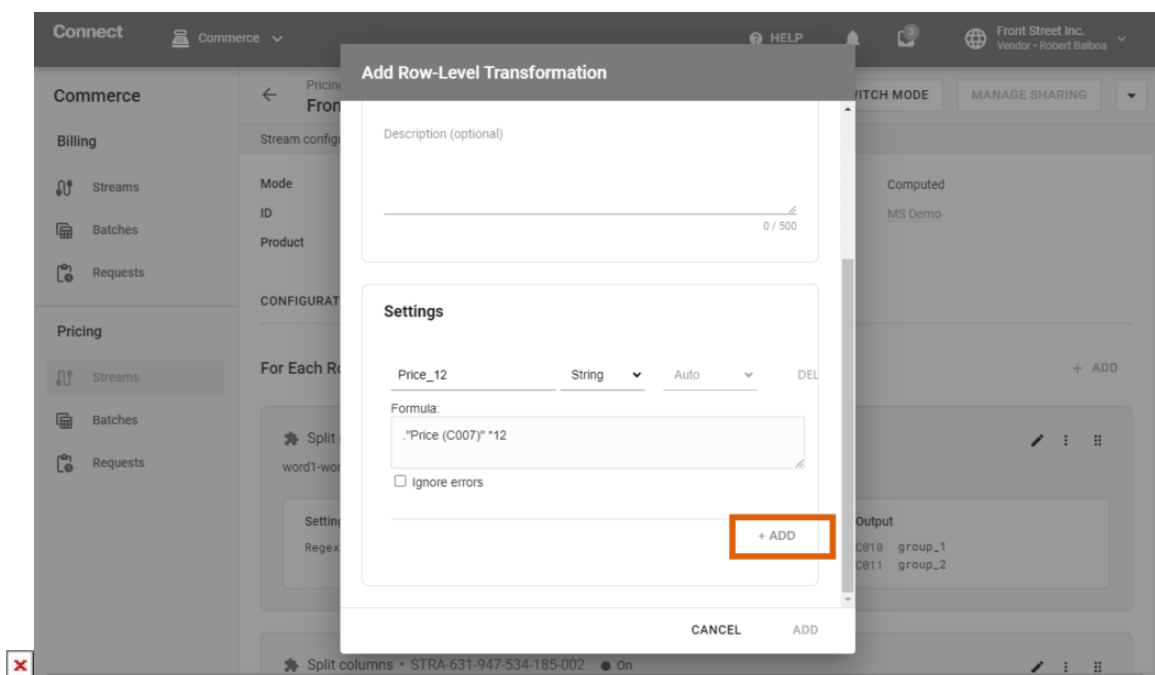 Connect
Commerce
HELP
3
Front Street Inc.
Vendor • Robert Balboa
Add Row-Level Transformation
Commerce
Pricing
Fron
ITCH MODE
MANAGE SHARING
Billing
Stream configu
Description (optional)
Streams
Mode
Computed
ID
MS Demo
Batches
0 / 500
Product
Requests
CONFIGURAT
Settings
Pricing
For Each Ro
+ ADD
Streams
Price_12
String
Auto
DEL
Formula:
Batches
Split
."Price (C007)" *12
Requests
word1-wor
Ignore errors
Setting
Output
+ ADD
Regex
C010 group_1
C011 group_2
CANCEL
ADD
Split columns • STRA-631-947-534-185-002 ● On